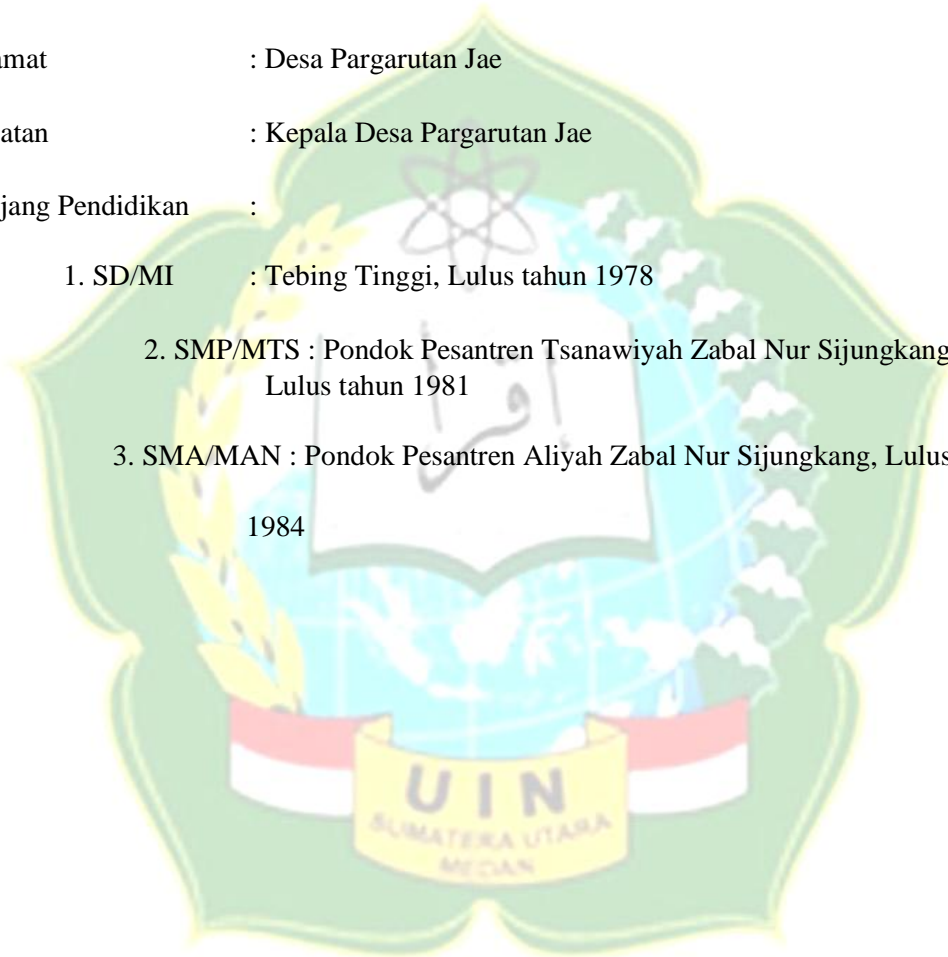 amat : Desa Pargarutan Jae
atan : Kepala Desa Pargarutan Jae
jang Pendidikan :
1. SD/MI : Tebing Tinggi, Lulus tahun 1978
2. SMP/MTS : Pondok Pesantren Tsanawiyah Zabal Nur Sijungkang
Lulus tahun 1981
3. SMA/MAN : Pondok Pesantren Aliyah Zabal Nur Sijungkang, Lulus
1984
اقرأ
UIN
SUMATERA UTARA
MEDAN